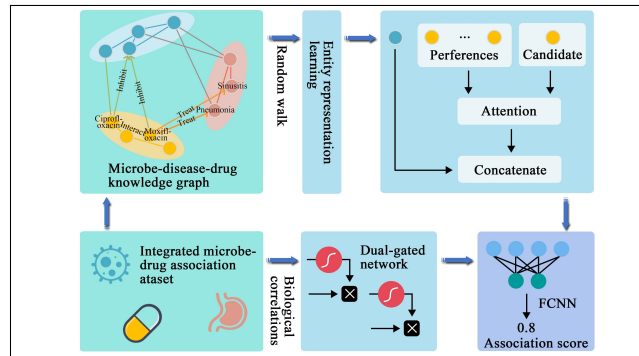 Inhibit
Inhibit
Treat
Treat
Sinusitis
Pneumonia
Ciprofl-
oxacin
Interact
Moxifl-
oxacin
Microbe-disease-drug
knowledge graph
Random walk
Entity representation
learning
Perferences
Candidate
...
Attention
Concatenate
Integrated microbe-
drug association
ataset
Biological
correlations
Dual-gated
network
FCNN
0.8
Association score